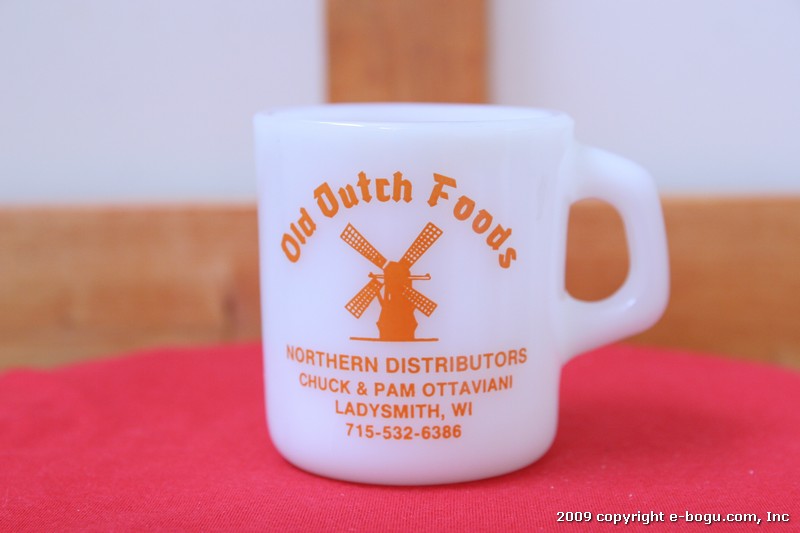 Old Dutch Foods
NORTHERN DISTRIBUTORS
CHUCK & PAM OTTAVIANI
LADYSMITH, WI
715-532-6386
2009 copyright e-bogu.com, Inc